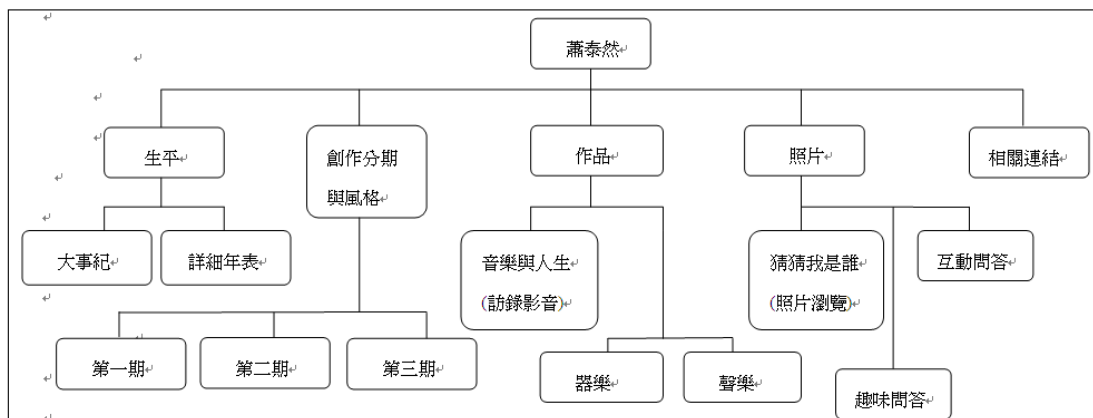 蕭泰然
生平
創作分期
與風格
作品
照片
相關連結
大事紀
詳細年表
音樂與人生
(訪錄影音)
猜猜我是誰
(照片瀏覽)
互動問答
第一期
第二期
第三期
器樂
聲樂
趣味問答